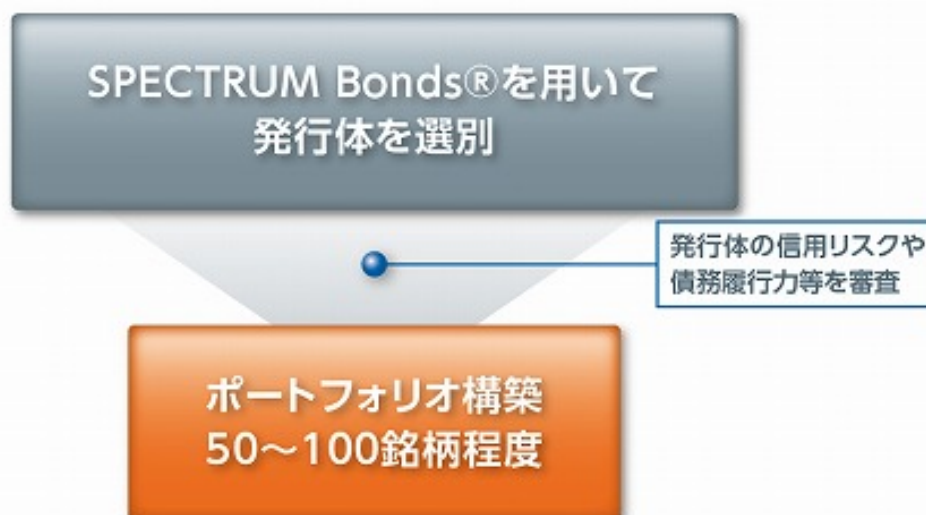 SPECTRUM Bonds®を用いて
発行体を選別
発行体の信用リスクや
債務履行力等を審査
ポートフォリオ構築
50～100銘柄程度